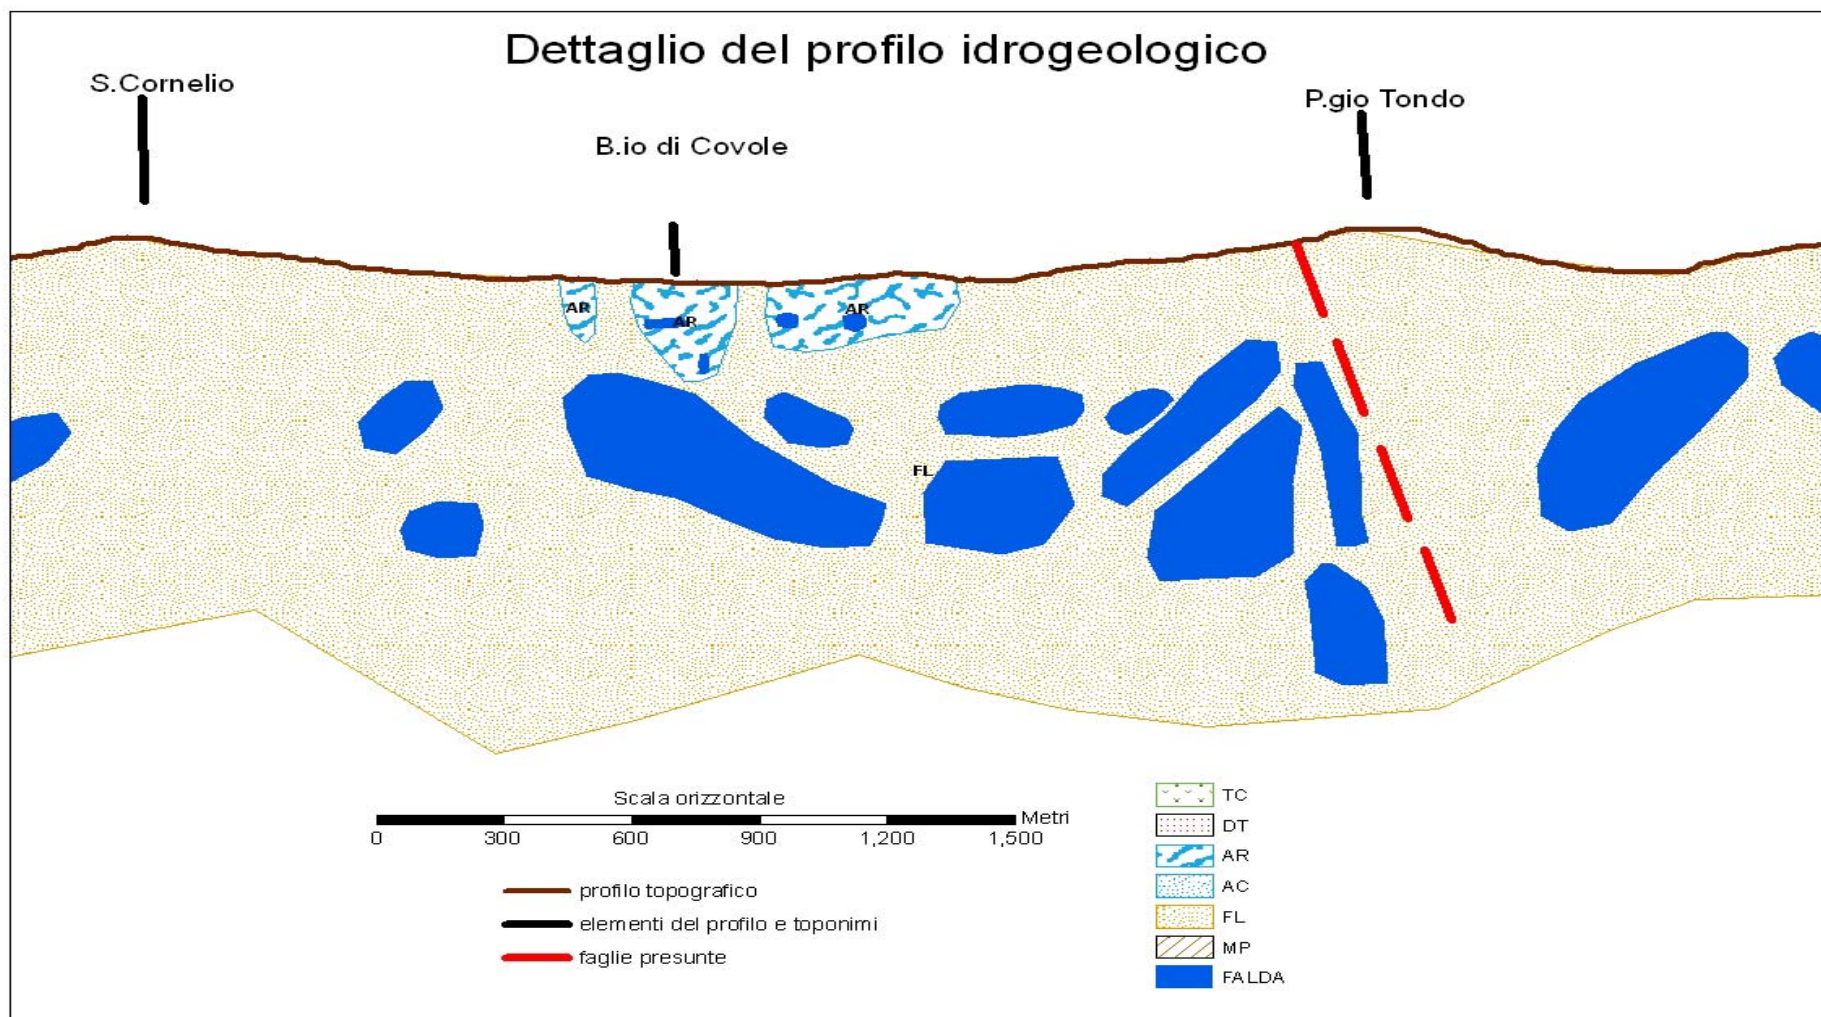 Dettaglio del profilo idrogeologico
S.Cornelio
P.gio Tondo
B.io di Covole
AR
AR
AR
FL
Scala orizzontale
Metri
0 300 600 900 1,200 1,500
profilo topografico
elementi del profilo e toponimi
faglie presunte
TC
DT
AR
AC
FL
MP
FALDA